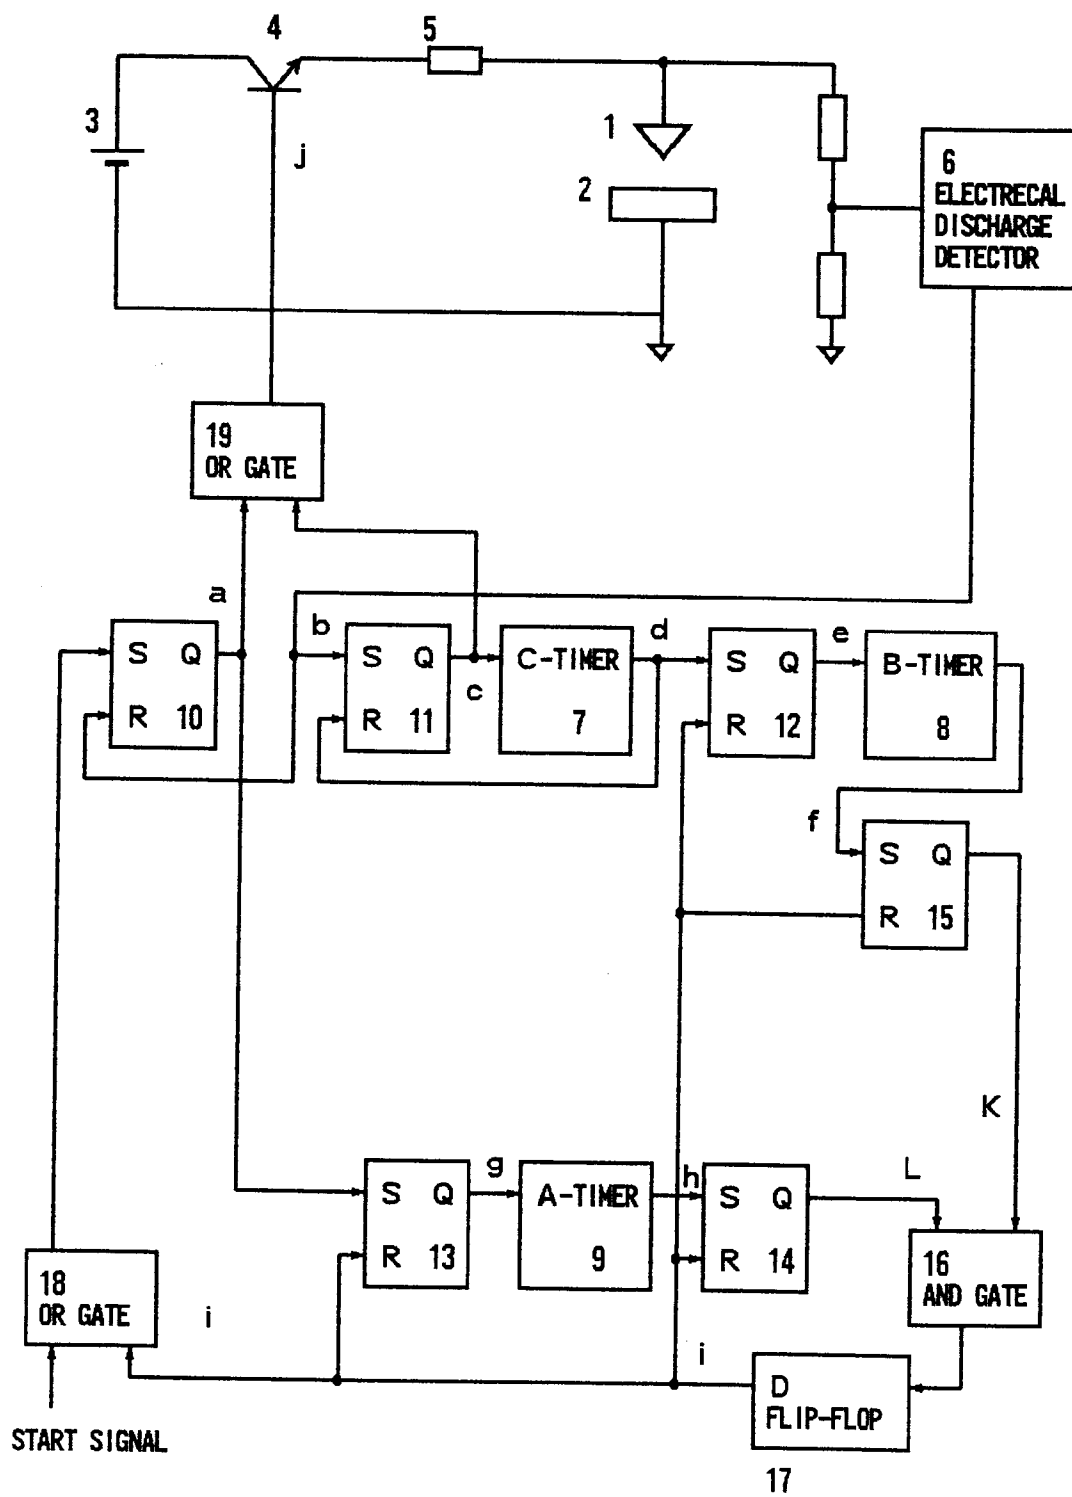 4
5
3
j
1
2
6
ELECTRECAL
DISCHARGE
DETECTOR
19
OR GATE
a
b
c
d
e
S Q
R 10
S Q
R 11
C-TIMER
7
S Q
R 12
B-TIMER
8
f
S Q
R 15
K
g
h
L
S Q
R 13
A-TIMER
9
S Q
R 14
16
AND GATE
18
OR GATE
i
i
D
FLIP-FLOP
17
START SIGNAL